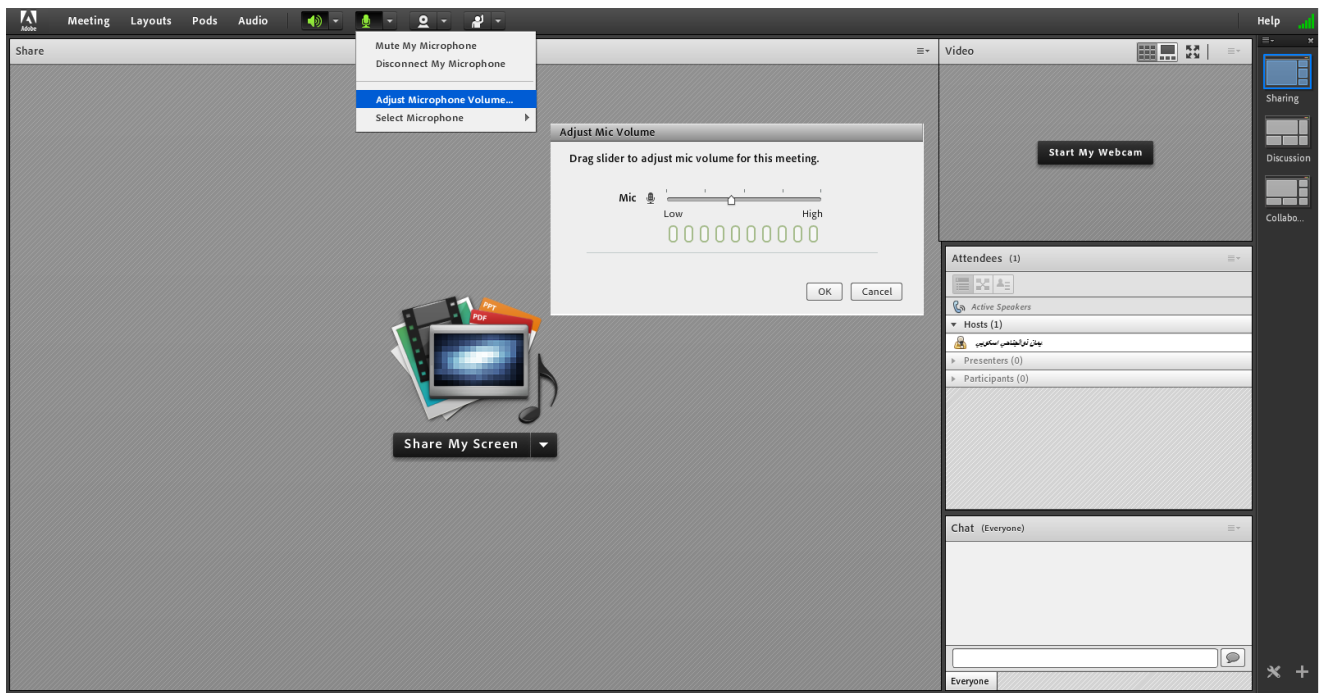 Adobe
Meeting Layouts Pods Audio Help
Share
Mute My Microphone
Disconnect My Microphone
Adjust Microphone Volume...
Select Microphone
Adjust Mic Volume
Drag slider to adjust mic volume for this meeting.
Mic
Low High
OK Cancel
PPT
PDF
Share My Screen
Video
Start My Webcam
Attendees (1)
Active Speakers
Hosts (1)
Presenters (0)
Participants (0)
Chat (Everyone)
Everyone
Sharing
Discussion
Collabo...